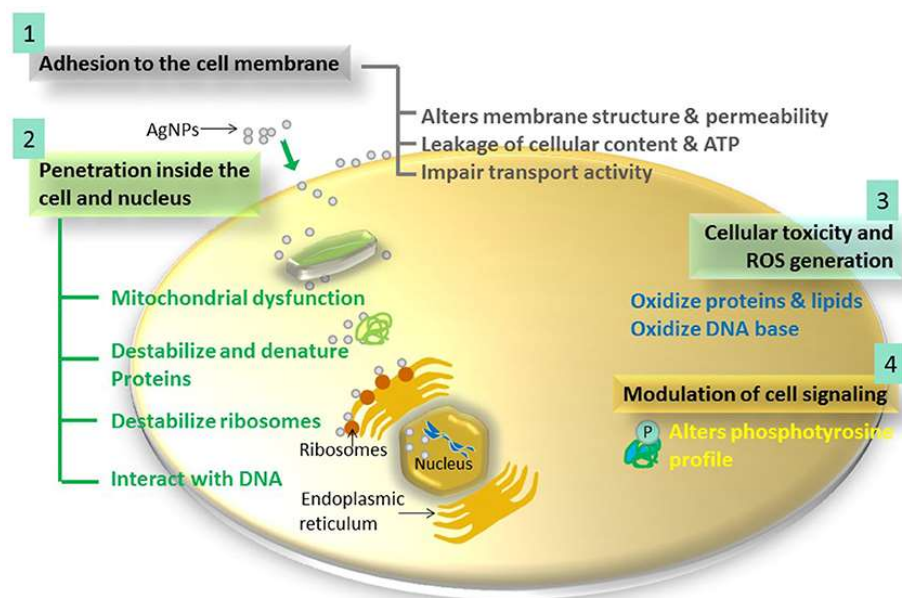 1
Adhesion to the cell membrane
Alters membrane structure & permeability
Leakage of cellular content & ATP
Impair transport activity
AgNPs
2
Penetration inside the
cell and nucleus
Mitochondrial dysfunction
Destabilize and denature
Proteins
Destabilize ribosomes
Interact with DNA
Ribosomes
Nucleus
Endoplasmic
reticulum
3
Cellular toxicity and
ROS generation
Oxidize proteins & lipids
Oxidize DNA base
4
Modulation of cell signaling
P
Alters phosphotyrosine
profile